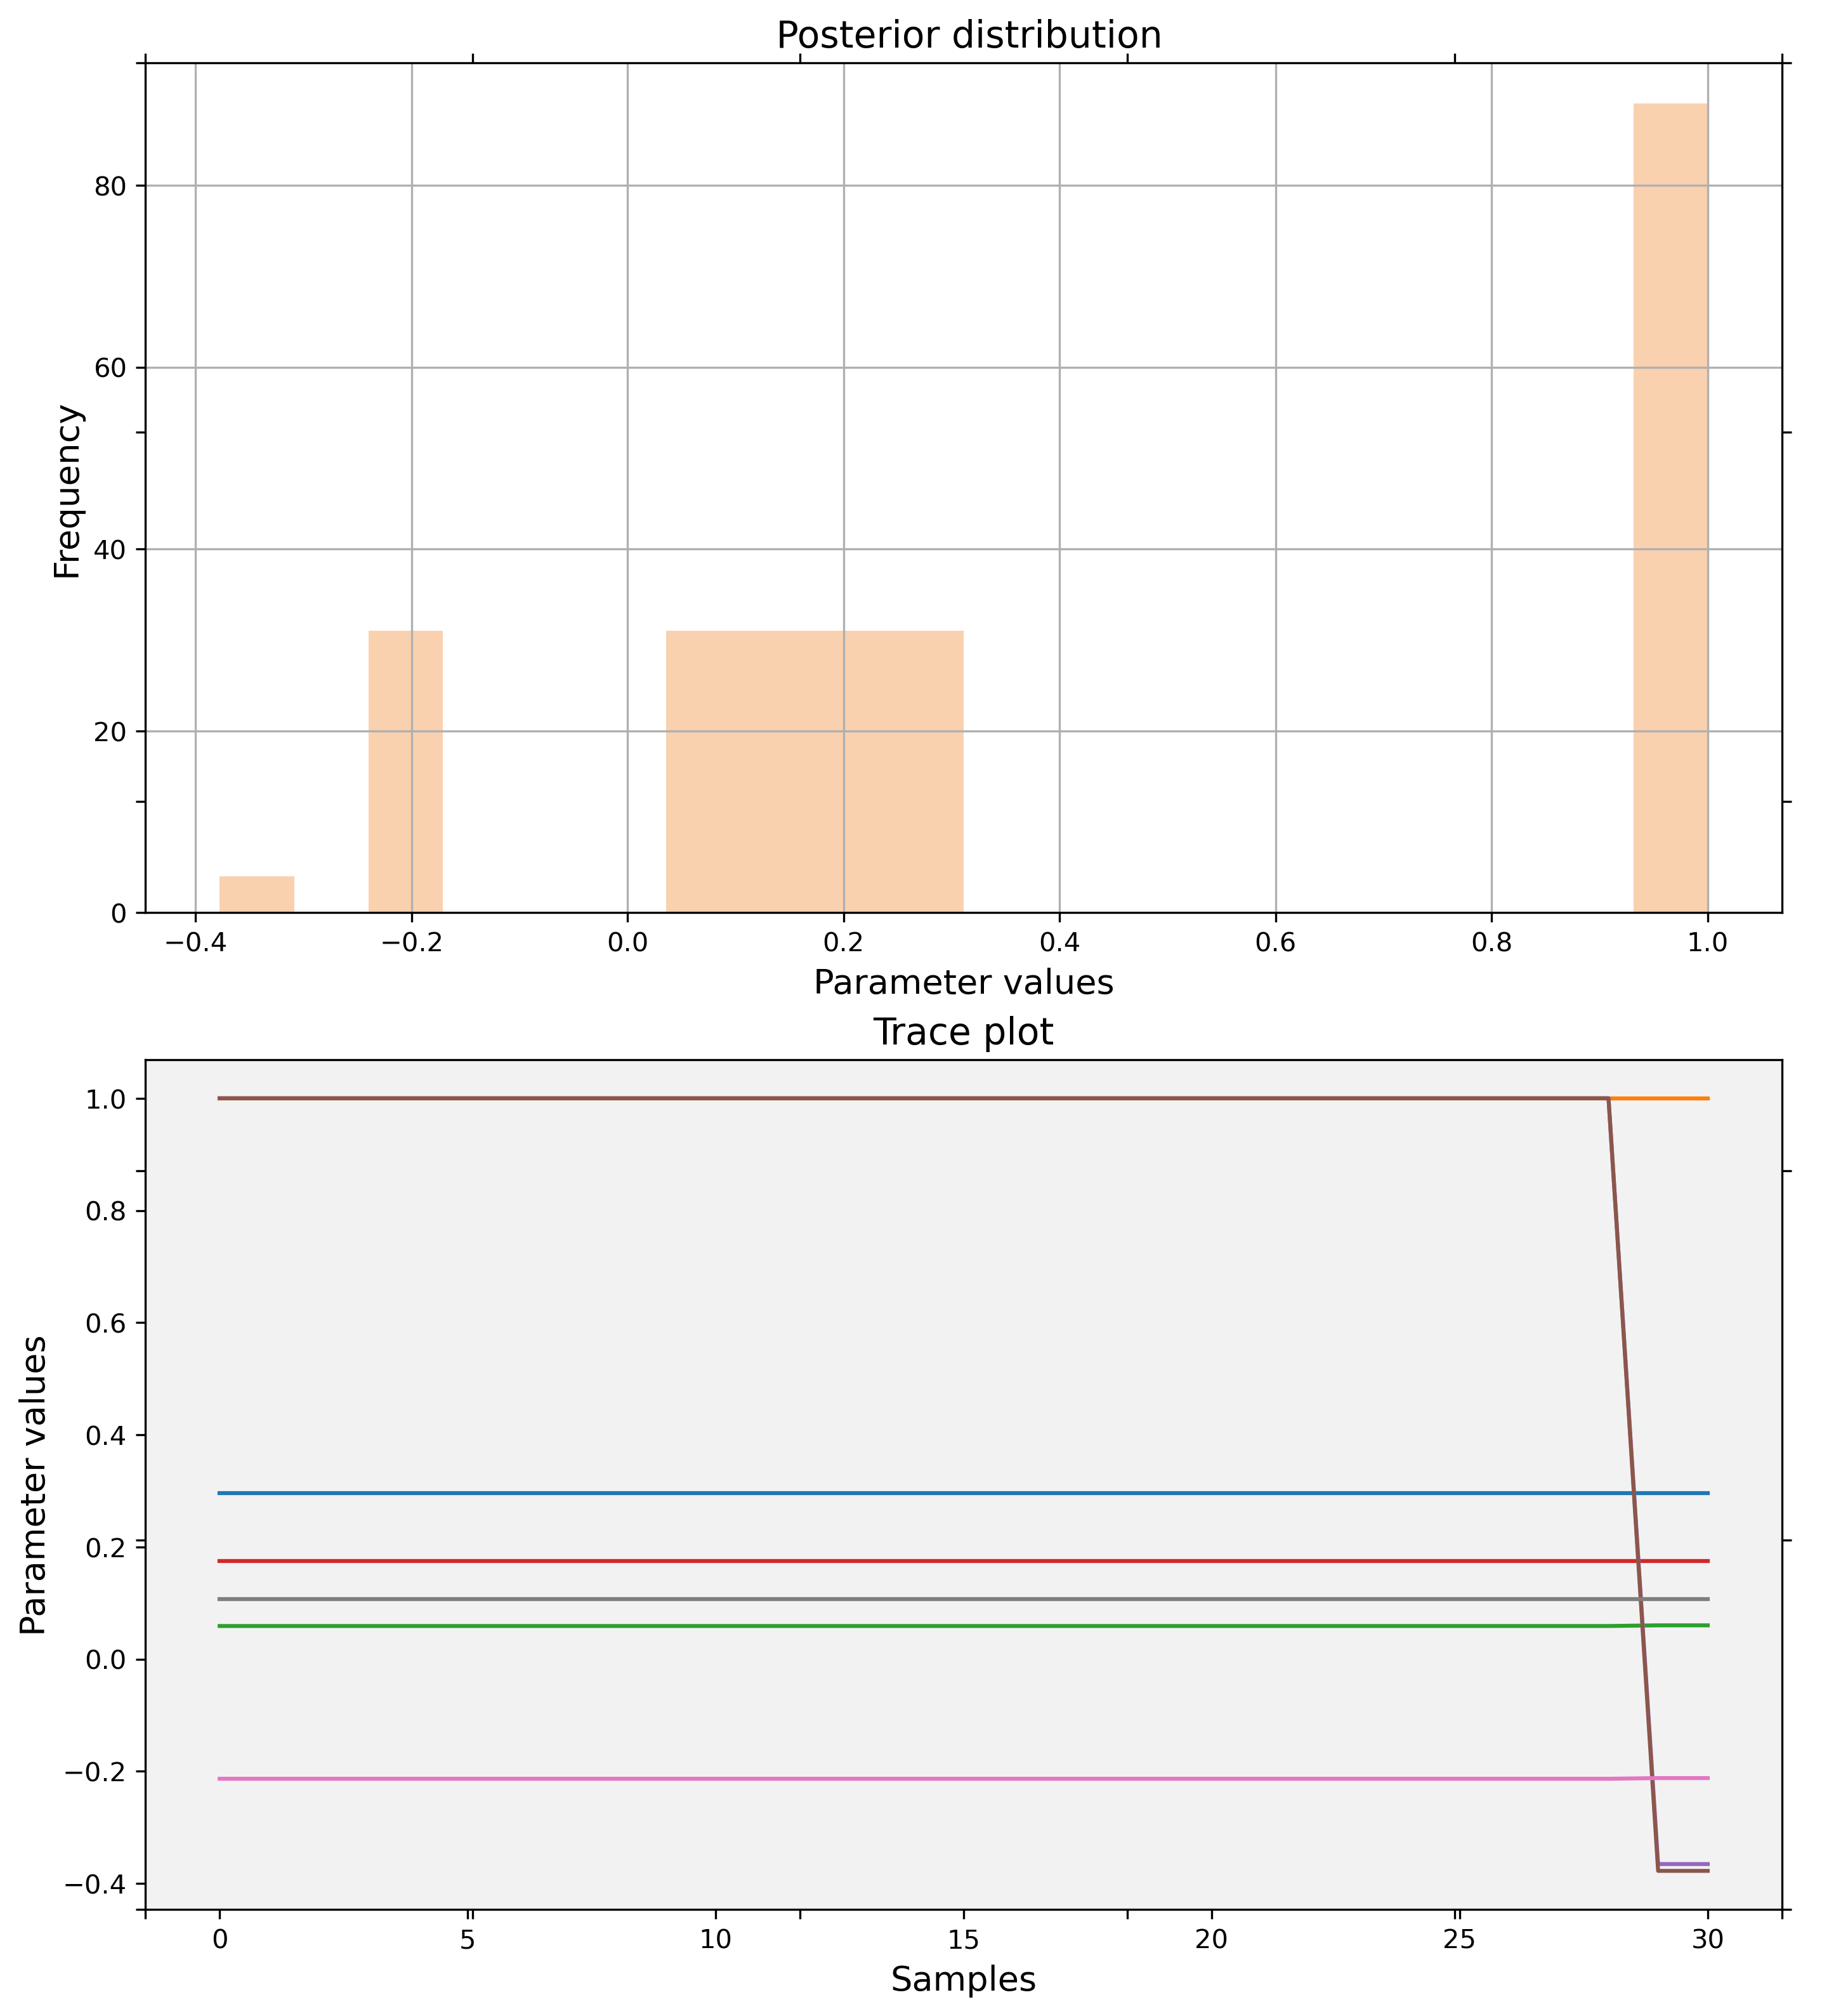 Posterior distribution
80
60
40
20
0
Frequency
−0.4 −0.2 0.0 0.2 0.4 0.6 0.8 1.0
Parameter values
Trace plot
1.0
0.8
0.6
0.4
0.2
0.0
−0.2
−0.4
Parameter values
0 5 10 15 20 25 30
Samples